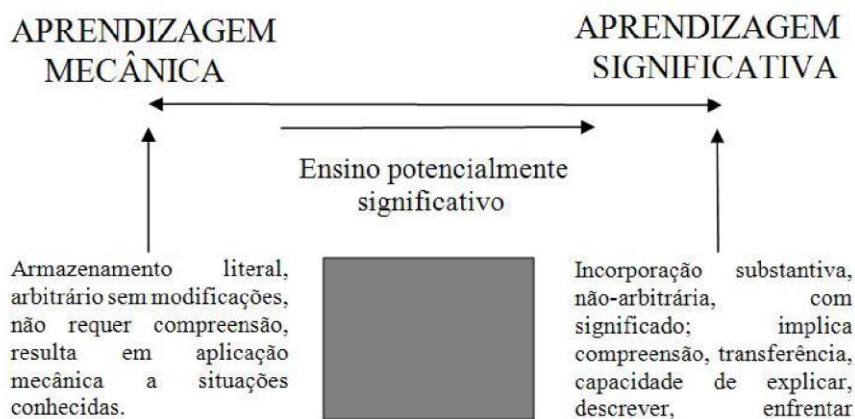 APRENDIZAGEM
MECÂNICA
APRENDIZAGEM
SIGNIFICATIVA
Ensino potencialmente
significativo
Armazenamento literal,
arbitrário sem modificações,
não requer compreensão,
resulta em aplicação
mecânica a situações
conhecidas.
Incorporação substantiva,
não-arbitrária, com
significado; implica
compreensão, transferência,
capacidade de explicar,
descrever, enfrentar